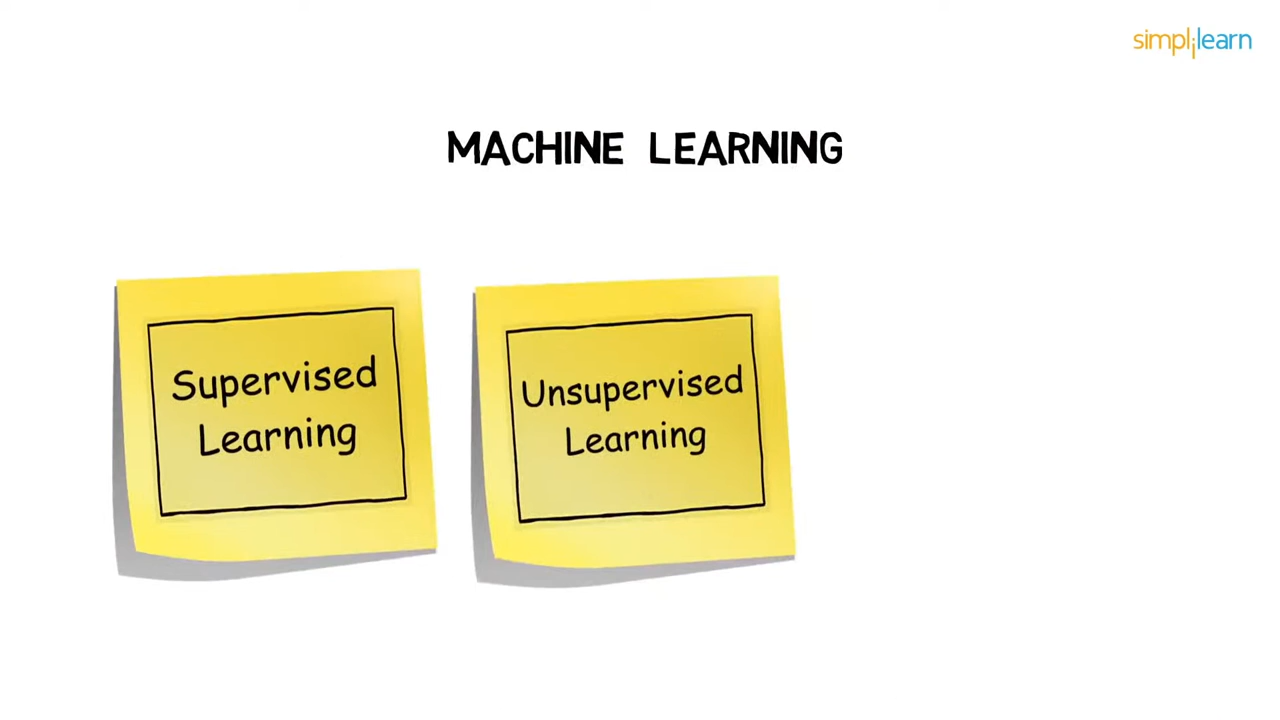 simplilearn
MACHINE LEARNING
Supervised
Learning
Unsupervised
Learning